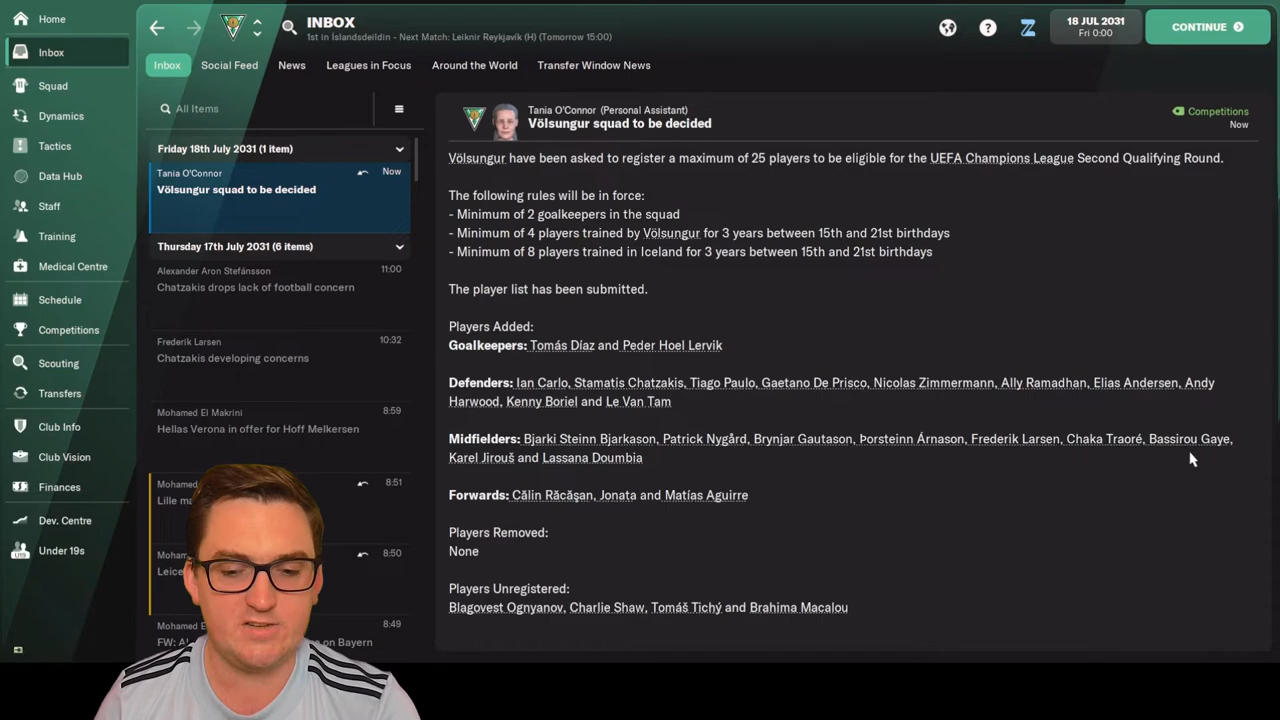 Home
Inbox
Squad
Dynamics
Tactics
Data Hub
Staff
Training
Medical Centre
Schedule
Competitions
Scouting
Transfers
Club Info
Club Vision
Finances
Dev. Centre
Under 19s
INBOX
1st in Íslandsdeildin - Next Match: Leiknir Reykjavík (H) (Tomorrow 15:00)
18 JUL 2031
Fri 0:00
CONTINUE
Inbox
Social Feed
News
Leagues in Focus
Around the World
Transfer Window News
All Items
Friday 18th July 2031 (1 item)
Tania O'Connor
Now
Völsungur squad to be decided
Thursday 17th July 2031 (6 items)
Alexander Aron Stefánsson
11:00
Chatzakis drops lack of football concern
Frederik Larsen
10:32
Chatzakis developing concerns
Mohamed El Makrini
8:59
Hellas Verona in offer for Hoff Melkersen
Mohamed
8:51
Lille
8:50
8:49
on Bayern
Tania O'Connor (Personal Assistant)
Völsungur squad to be decided
Competitions
Now
Völsungur have been asked to register a maximum of 25 players to be eligible for the UEFA Champions League Second Qualifying Round.
The following rules will be in force:
- Minimum of 2 goalkeepers in the squad
- Minimum of 4 players trained by Völsungur for 3 years between 15th and 21st birthdays
- Minimum of 8 players trained in Iceland for 3 years between 15th and 21st birthdays
The player list has been submitted.
Players Added:
Goalkeepers: Tomás Díaz and Peder Hoel Lervik
Defenders: Ian Carlo, Stamatis Chatzakis, Tiago Paulo, Gaetano De Prisco, Nicolas Zimmermann, Ally Ramadhan, Elias Andersen, Andy
Harwood, Kenny Boriel and Le Van Tam
Midfielders: Bjarki Steinn Bjarkason, Patrick Nygård, Brynjar Gautason, Þorsteinn Árnason, Frederik Larsen, Chaka Traoré, Bassirou Gaye,
Karel Jirouš and Lassana Doumbia
Forwards: Călin Răcăşan, Jonata and Matías Aguirre
Players Removed:
None
Players Unregistered:
Blagovest Ognyanov, Charlie Shaw, Tomáš Tichý and Brahima Macalou